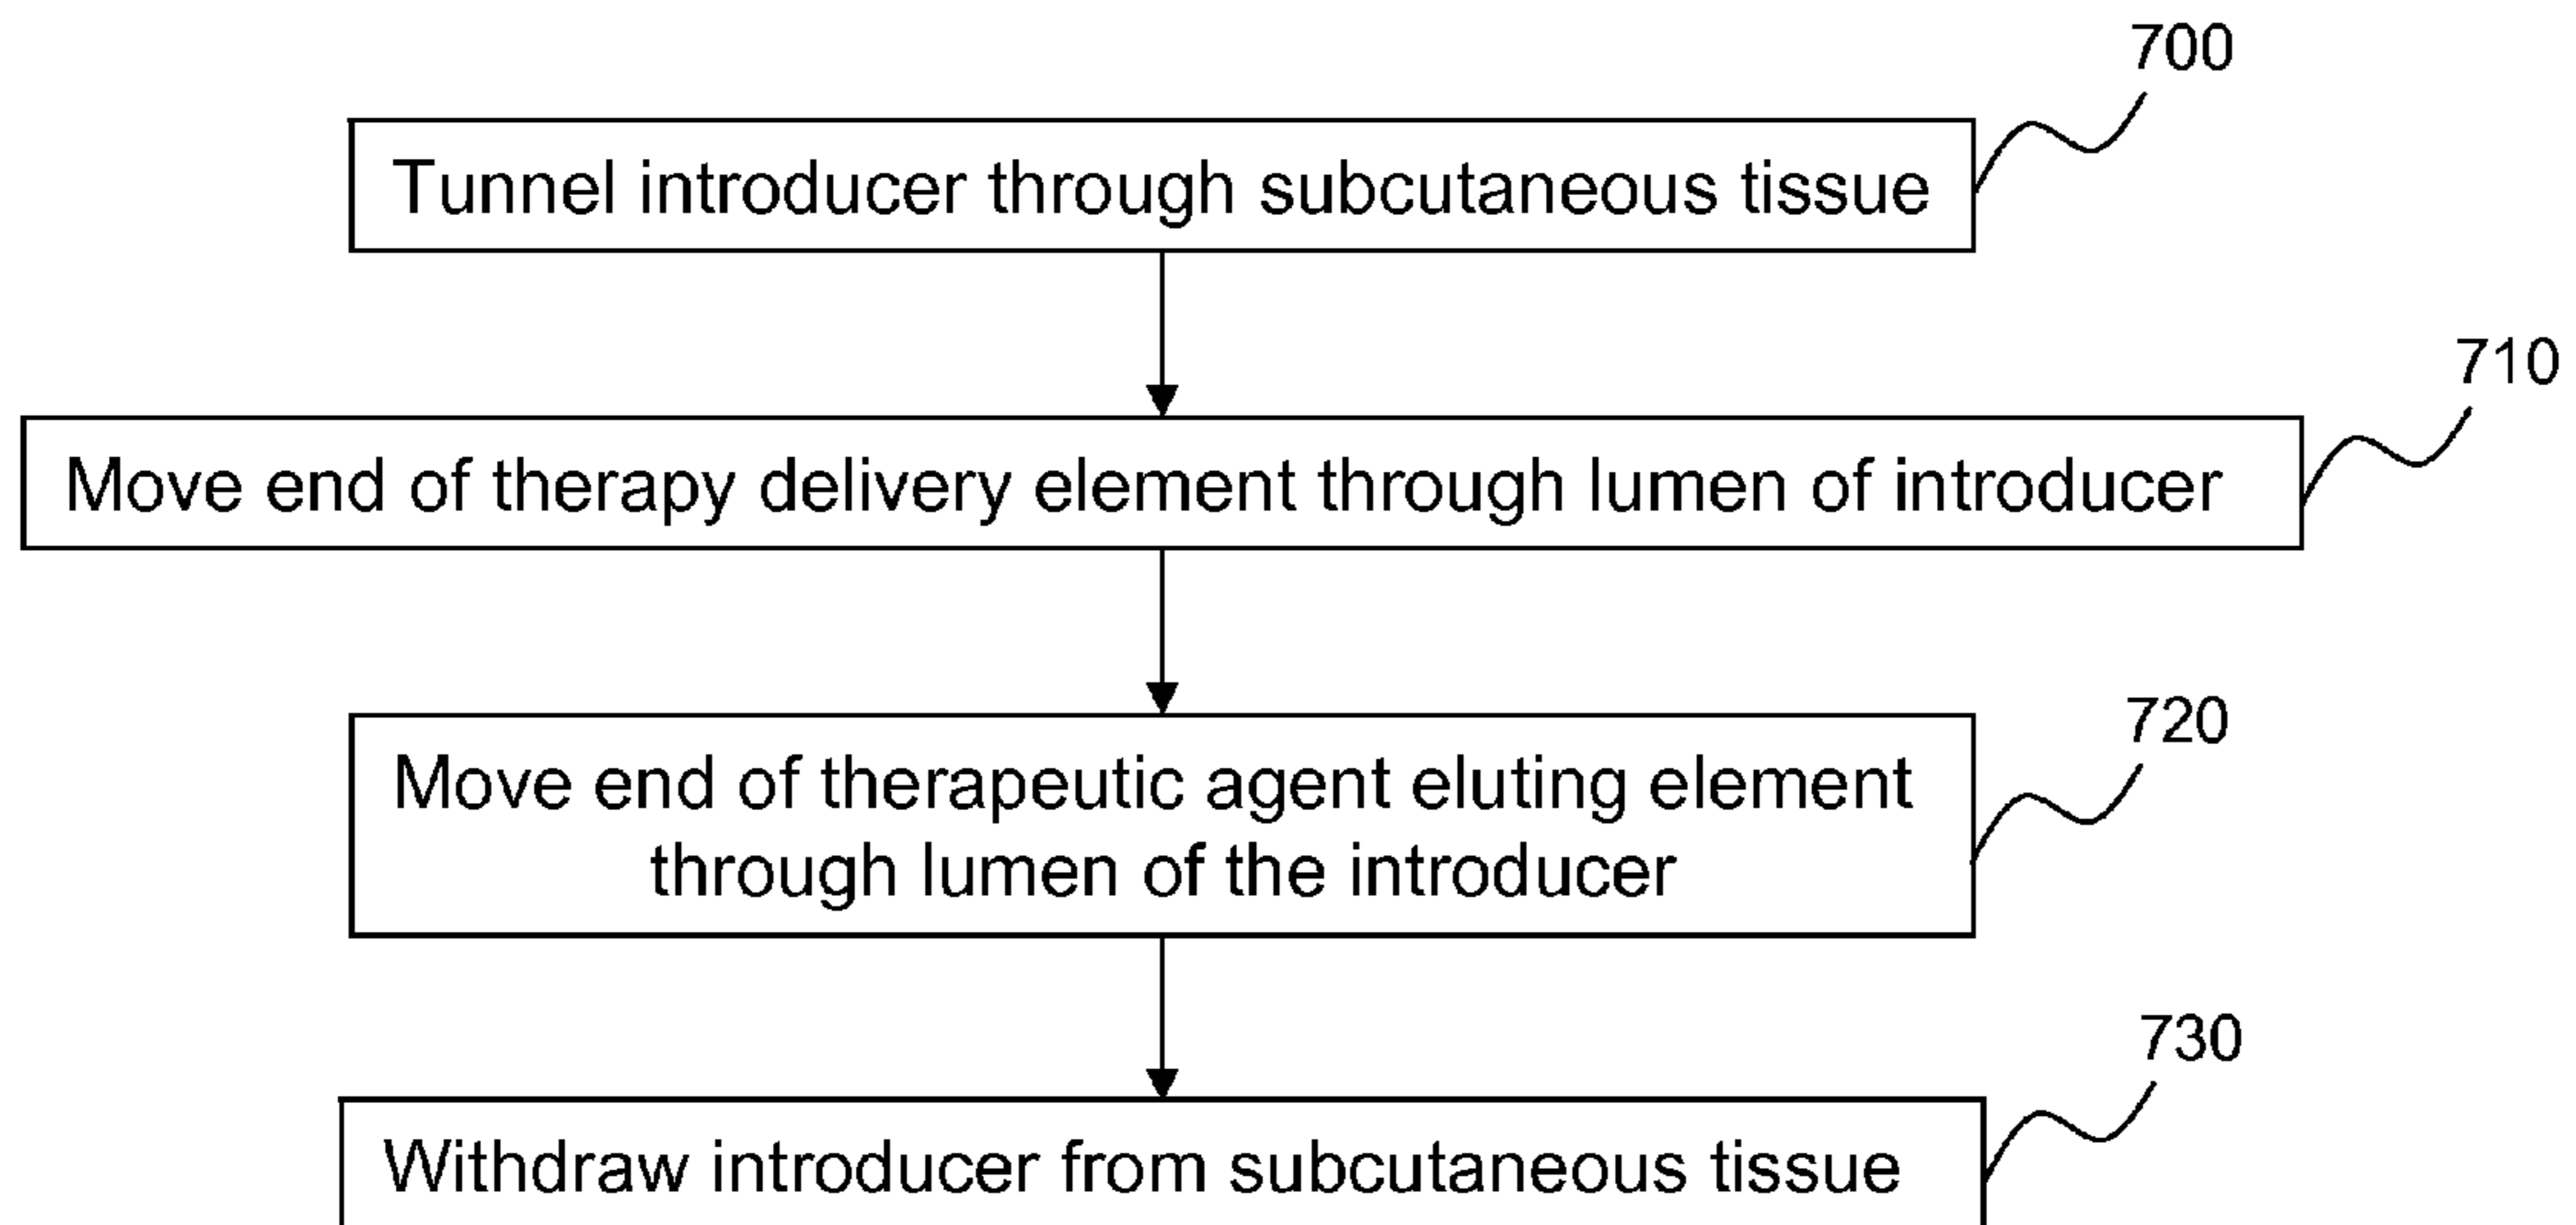 700
Tunnel introducer through subcutaneous tissue
710
Move end of therapy delivery element through lumen of introducer
720
Move end of therapeutic agent eluting element
through lumen of the introducer
730
Withdraw introducer from subcutaneous tissue